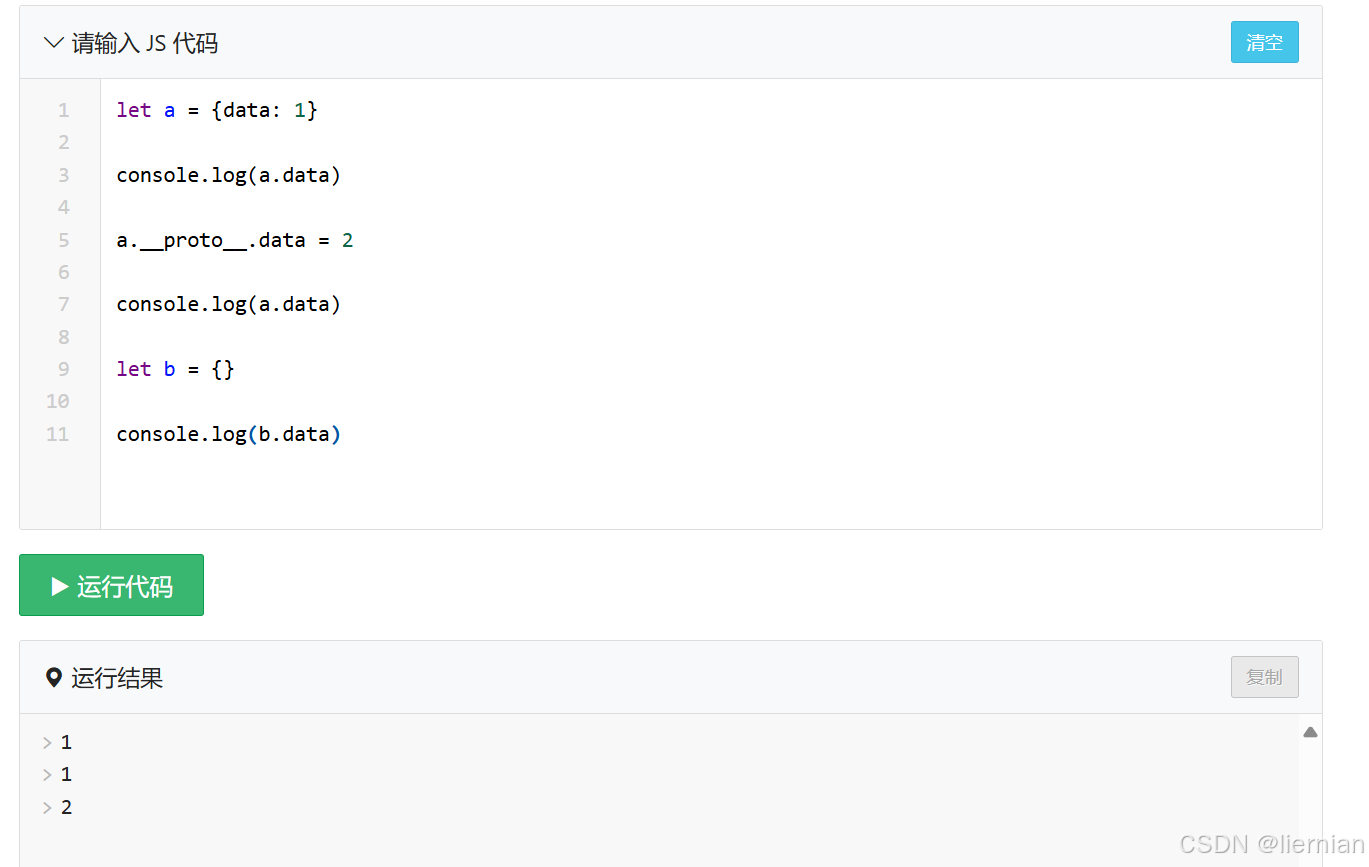 请输入 JS 代码
清空
1 let a = {data: 1}
2
3 console.log(a.data)
4
5 a.__proto__.data = 2
6
7 console.log(a.data)
8
9 let b = {}
10
11 console.log(b.data)
运行代码
运行结果
复制
> 1
> 1
> 2
CSDN @liernian